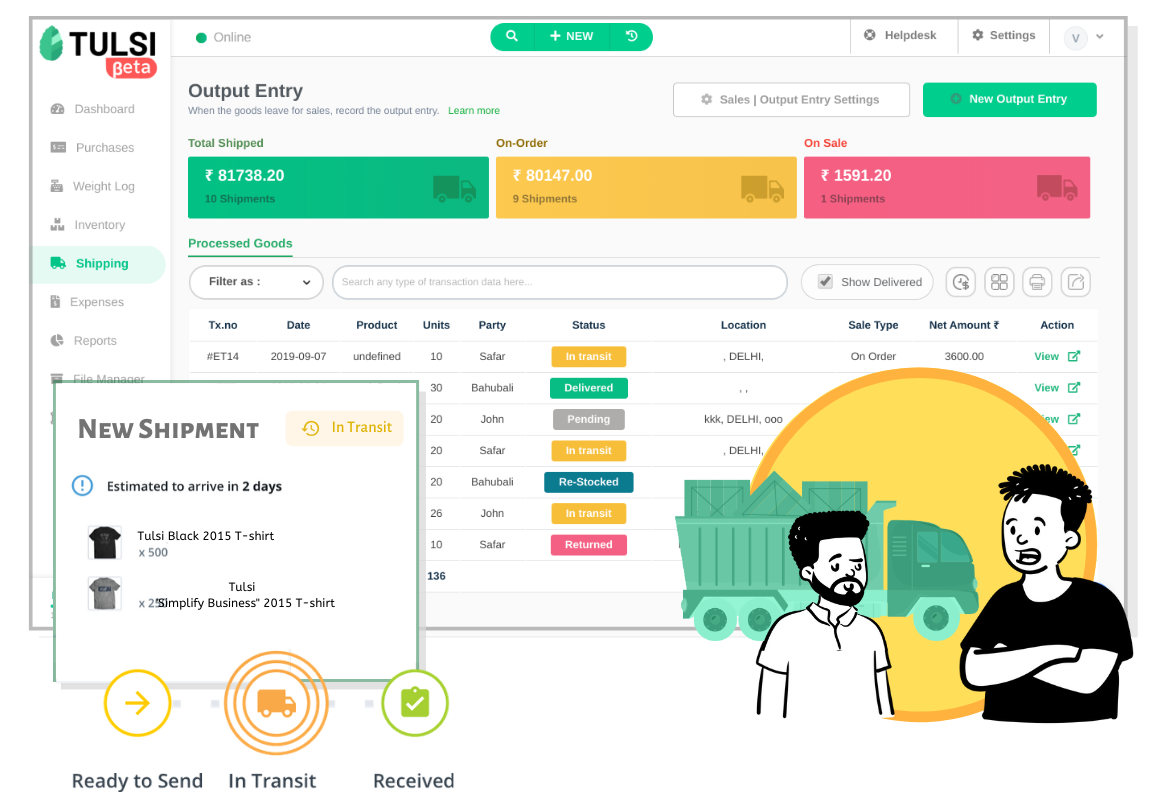 TULSI
βeta
Online
NEW
Helpdesk
Settings
V
Dashboard
Purchases
Weight Log
Inventory
Shipping
Expenses
Reports
File Manager
Output Entry
When the goods leave for sales, record the output entry. Learn more
Sales | Output Entry Settings
New Output Entry
Total Shipped
₹ 81738.20
10 Shipments
On-Order
₹ 80147.00
9 Shipments
On Sale
₹ 1591.20
1 Shipments
Processed Goods
Filter as :
Search any type of transaction data here...
Show Delivered
Tx.no Date Product Units Party Status Location Sale Type Net Amount ₹ Action
#ET14 2019-09-07 undefined 10 Safar In transit , DELHI, On Order 3600.00 View
30 Bahubali Delivered , , View
20 John Pending kkk, DELHI, ooo
20 Safar In transit , DELHI,
20 Bahubali Re-Stocked
26 John In transit
10 Safar Returned
136
New Shipment
In Transit
Estimated to arrive in 2 days
Tulsi Black 2015 T-shirt
x 500
Tulsi
Simplify Business" 2015 T-shirt
Ready to Send
In Transit
Received